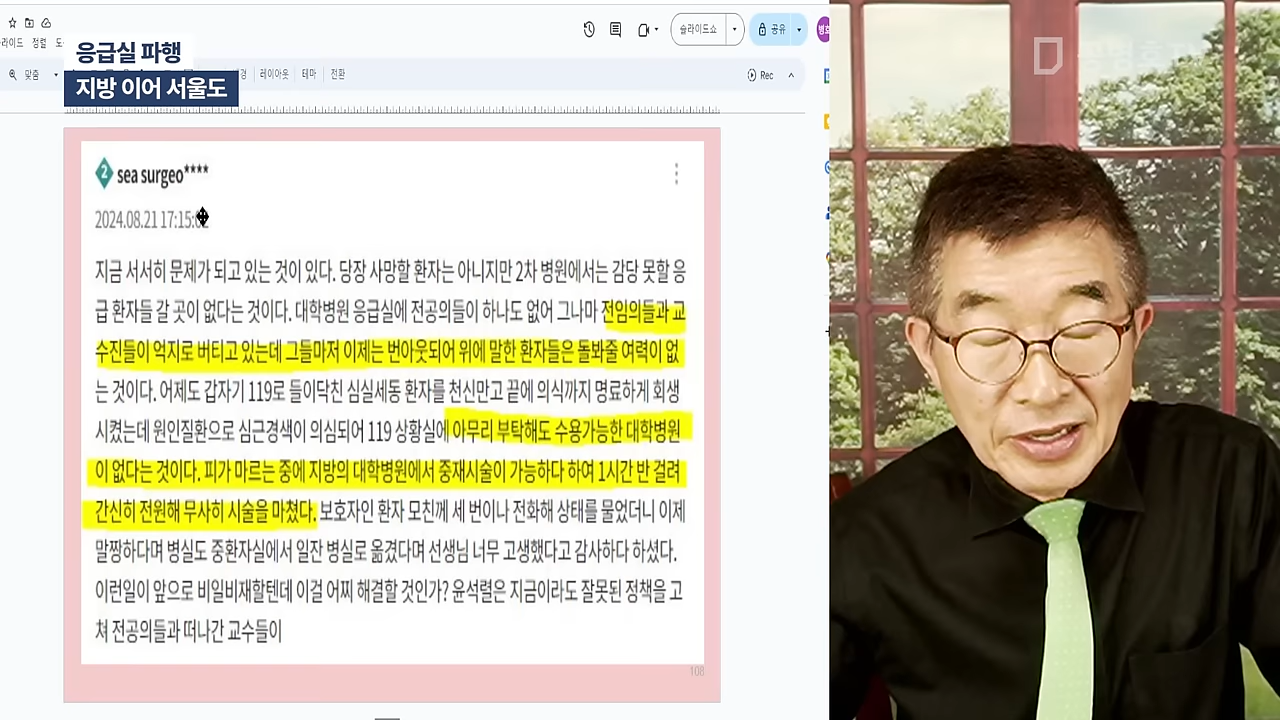 라이드 정렬
슬라이드쇼
공유
응급실 파행
지방 이어 서울도
맞춤
레이아웃
테마
전환
Rec
2 sea surgeo****
2024.08.21 17:15:
지금 서서히 문제가 되고 있는 것이 있다. 당장 사망할 환자는 아니지만 2차 병원에서는 감당 못할 응
급 환자들 갈 곳이 없다는 것이다. 대학병원 응급실에 전공의들이 하나도 없어 그나마 전임의들과 교
수진들이 억지로 버티고 있는데 그들마저 이제는 번아웃되어 위에 말한 환자들은 돌봐줄 여력이 없
는 것이다. 어제도 갑자기 119로 들이닥친 심실세동 환자를 천신만고 끝에 의식까지 명료하게 회생
시켰는데 원인질환으로 심근경색이 의심되어 119 상황실에 아무리 부탁해도 수용가능한 대학병원
이 없다는 것이다. 피가 마르는 중에 지방의 대학병원에서 중재시술이 가능하다 하여 1시간 반 걸려
간신히 전원해 무사히 시술을 마쳤다. 보호자인 환자 모친께 세 번이나 전화해 상태를 물었더니 이제
말짱하다며 병실도 중환자실에서 일잔 병실로 옮겼다며 선생님 너무 고생했다고 감사하다 하셨다.
이런일이 앞으로 비일비재할텐데 이걸 어찌 해결할 것인가? 윤석렬은 지금이라도 잘못된 정책을 고
쳐 전공의들과 떠나간 교수들이
108